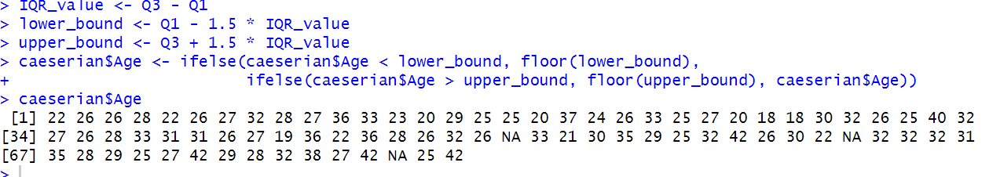 > IQR_value <- Q3 - Q1
> lower_bound <- Q1 - 1.5 * IQR_value
> upper_bound <- Q3 + 1.5 * IQR_value
> caeserian$Age <- ifelse(caeserian$Age < lower_bound, floor(lower_bound),
+                         ifelse(caeserian$Age > upper_bound, floor(upper_bound), caeserian$Age))
> caeserian$Age
 [1] 22 26 26 28 22 26 27 32 28 27 36 33 23 20 29 25 25 20 37 24 26 33 25 27 20 18 18 30 32 26 25 40 32
[34] 27 26 28 33 31 31 26 27 19 36 22 36 28 26 32 26 NA 33 21 30 35 29 25 32 42 26 30 22 NA 32 32 32 31
[67] 35 28 29 25 27 42 29 28 32 38 27 42 NA 25 42
>